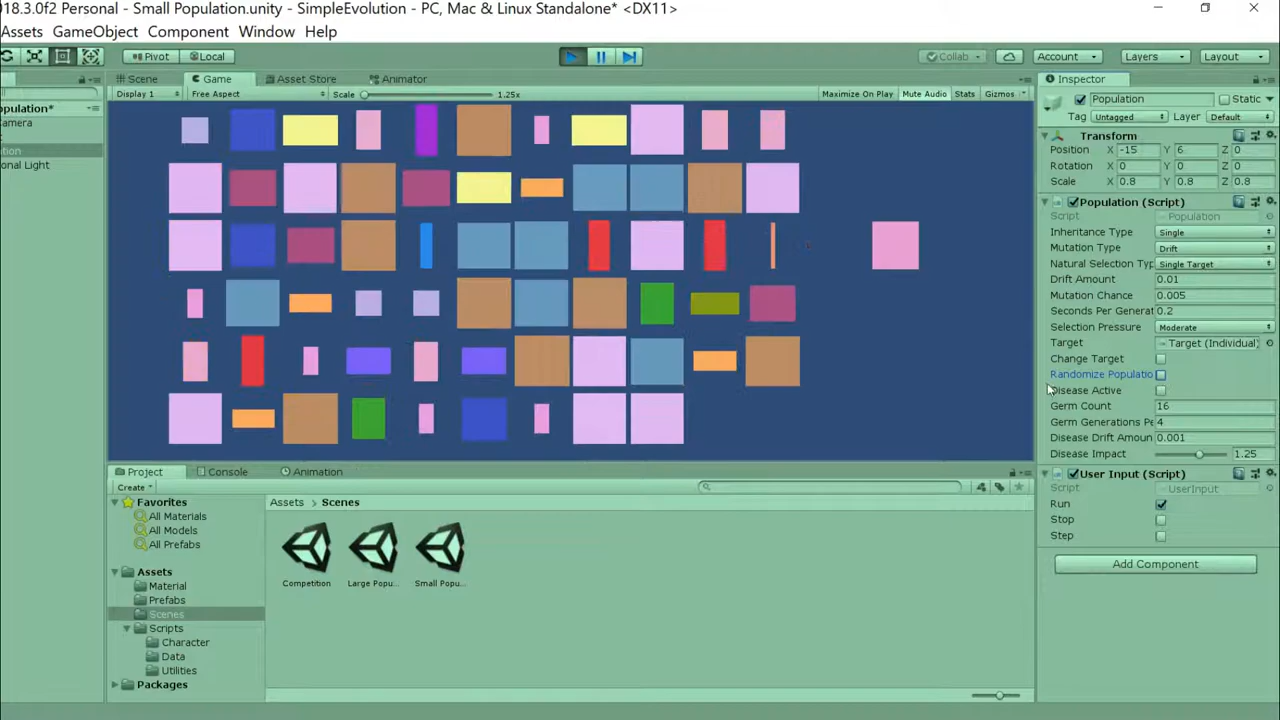 018.3.0f2 Personal - Small Population.unity - SimpleEvolution - PC, Mac & Linux Standalone* <DX11>
Assets GameObject Component Window Help
Pivot Local Collab Account Layers Layout
Scene Game Asset Store Animator
Display 1 Free Aspect Scale 1.25x Maximize On Play Mute Audio Stats Gizmos
opulation*
Camera
tion
onal Light
Inspector
Population Static
Tag Untagged Layer Default
Transform
Position X -15 Y 6 Z 0
Rotation X 0 Y 0 Z 0
Scale X 0.8 Y 0.8 Z 0.8
Population (Script)
Script Population
Inheritance Type Single
Mutation Type Drift
Natural Selection Typ Single Target
Drift Amount 0.01
Mutation Chance 0.005
Seconds Per Generat 0.2
Selection Pressure Moderate
Target Target (Individual)
Change Target
Randomize Populatio
Disease Active
Germ Count 16
Germ Generations Pe 4
Disease Drift Amoun 0.001
Disease Impact 1.25
User Input (Script)
Script UserInput
Run
Stop
Step
Add Component
Project Console Animation
Create
Favorites
All Materials
All Models
All Prefabs
Assets
Material
Prefabs
Scenes
Scripts
Character
Data
Utilities
Packages
Assets Scenes
Competition Large Popu... Small Popu...